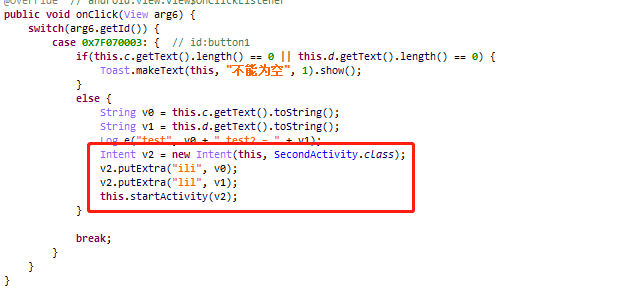 @Override  // android.view.View$OnClickListener
public void onClick(View arg6) {
    switch(arg6.getId()) {
        case 0x7F070003: {  // id:button1
            if(this.c.getText().length() == 0 || this.d.getText().length() == 0) {
                Toast.makeText(this, "不能为空", 1).show();
            }
            else {
                String v0 = this.c.getText().toString();
                String v1 = this.d.getText().toString();
                Log.e("test", v0 + " test2 = " + v1);
                Intent v2 = new Intent(this, SecondActivity.class);
                v2.putExtra("ili", v0);
                v2.putExtra("lil", v1);
                this.startActivity(v2);
            }

            break;
        }
    }
}